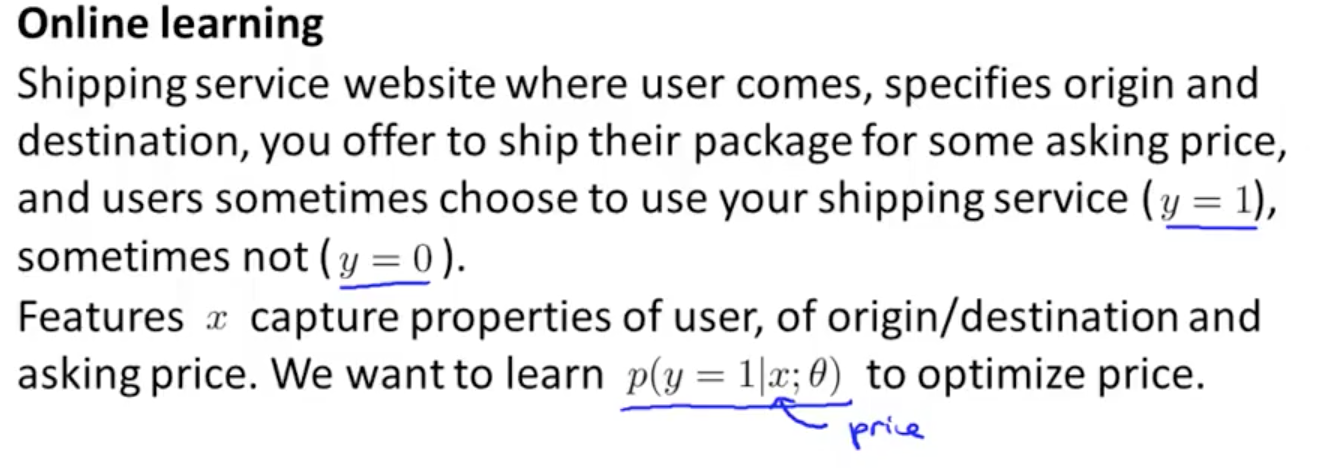 Online learning
Shipping service website where user comes, specifies origin and
destination, you offer to ship their package for some asking price,
and users sometimes choose to use your shipping service (y = 1),
sometimes not (y = 0).
Features x capture properties of user, of origin/destination and
asking price. We want to learn p(y = 1|x; θ) to optimize price.
price